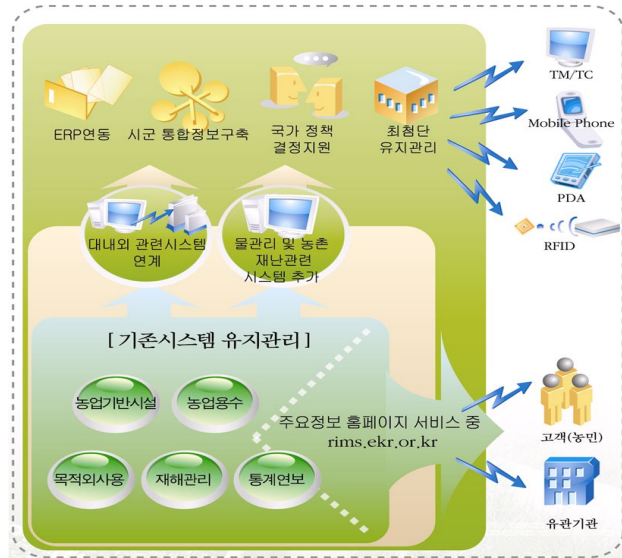 TM/TC
Mobile Phone
PDA
RFID
ERP연동
시군 통합정보구축
국가 정책
결정지원
최첨단
유지관리
대내외 관련시스템
연계
물관리 및 농촌
재난관련
시스템 추가
[ 기존시스템 유지관리 ]
농업기반시설
농업용수
목적외사용
재해관리
통계연보
주요정보 홈페이지 서비스 중
rims.ekr.or.kr
고객(농민)
유관기관